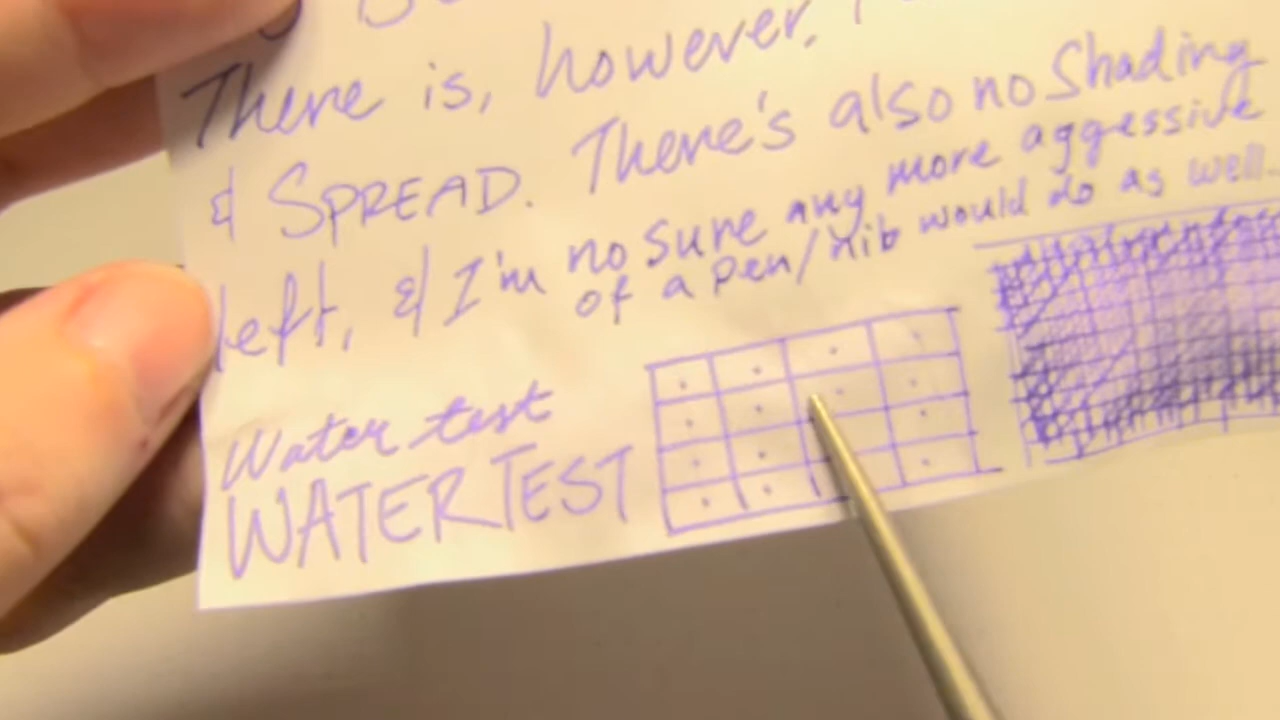 There is, however,
& SPREAD. There's also no Shading
left, & I'm no sure any more aggressive
of a pen/nib would do as well..
Water test
WATER TEST